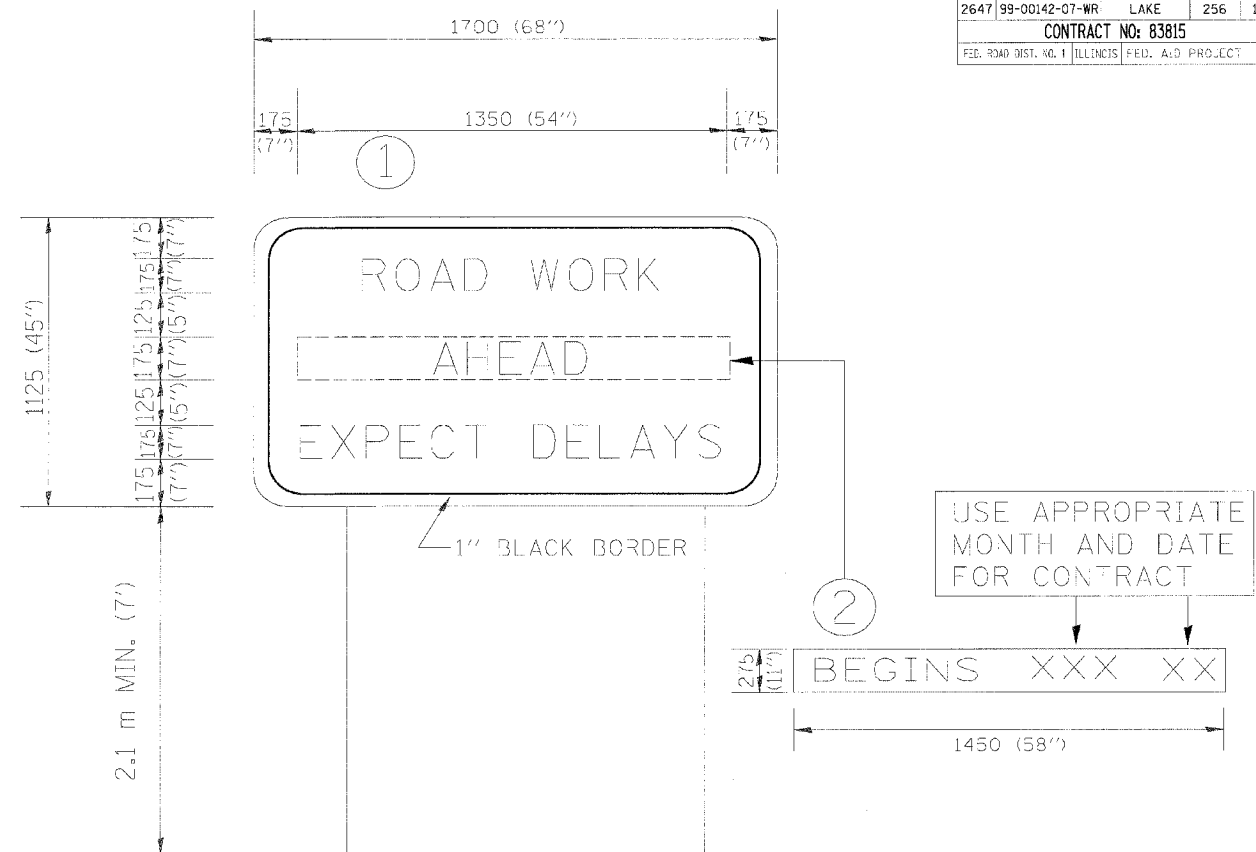 2647 99-00142-07-WR LAKE 256 1
CONTRACT NO: 83815
FED. ROAD DIST. NO. 1 ILLINOIS FED. AID PROJECT
1700 (68")
175 (7")
1350 (54")
175 (7")
1
1125 (45")
175 (7")
175 (7")
125 (5")
175 (7")
125 (5")
175 (7")
175 (7")
ROAD WORK
AHEAD
EXPECT DELAYS
1" BLACK BORDER
2.1 m MIN. (7')
2
USE APPROPRIATE
MONTH AND DATE
FOR CONTRACT
275 (11")
BEGINS XXX XX
1450 (58")